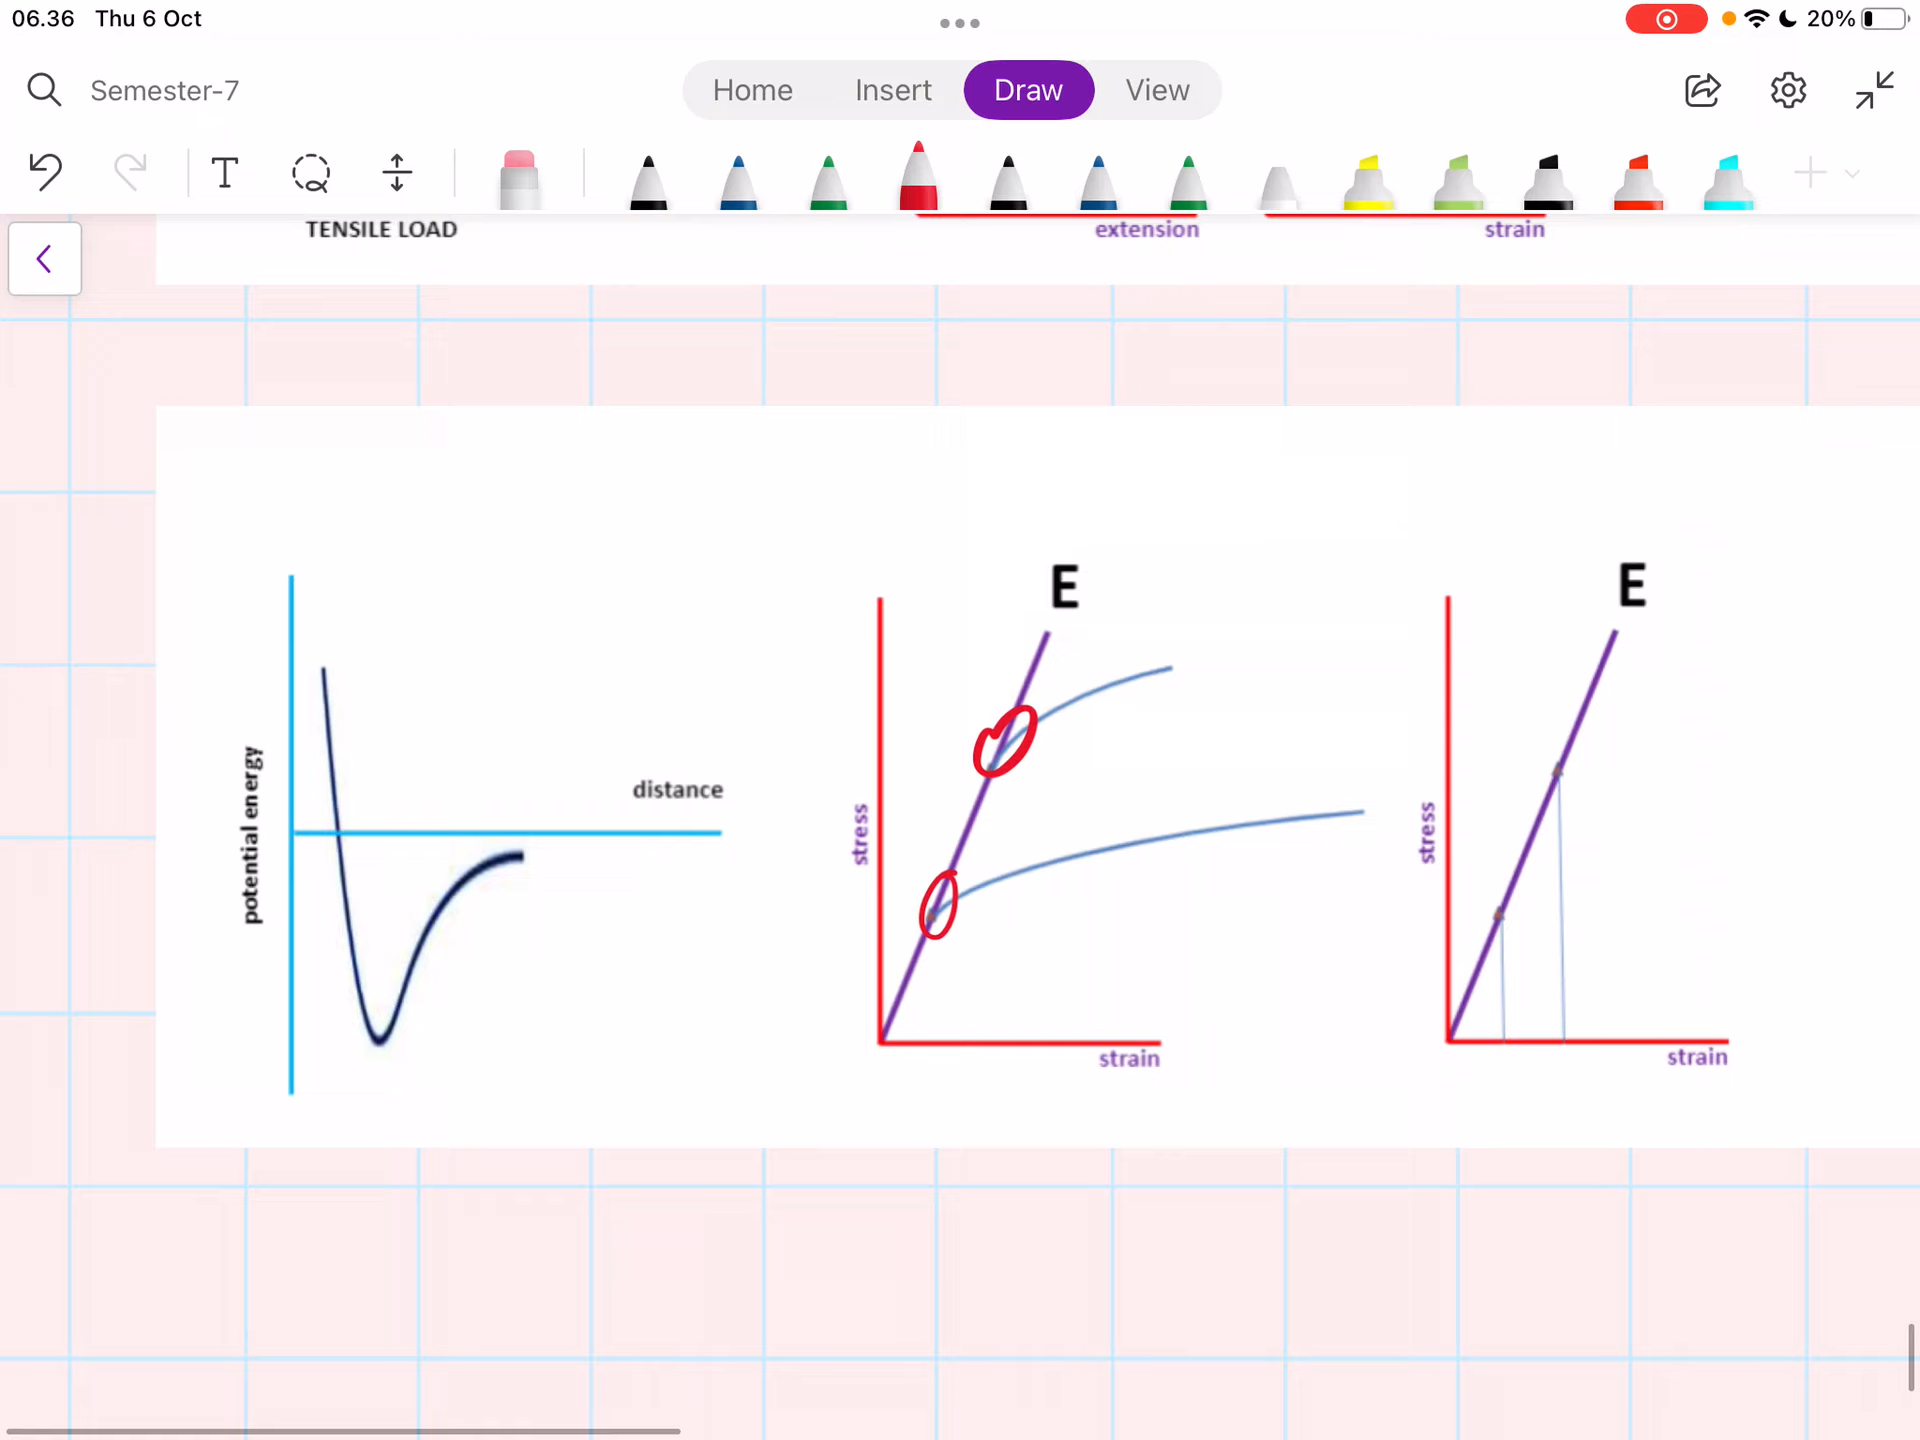 06.36 Thu 6 Oct
20%
Semester-7
Home Insert Draw View
T
TENSILE LOAD
extension
strain
potential energy
distance
E
stress
strain
E
stress
strain